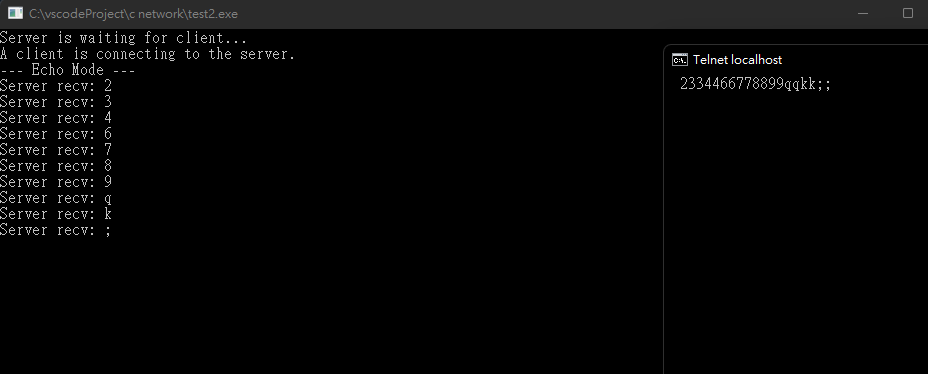 C:\vscodeProject\c network\test2.exe
Server is waiting for client...
A client is connecting to the server.
--- Echo Mode ---
Server recv: 2
Server recv: 3
Server recv: 4
Server recv: 6
Server recv: 7
Server recv: 8
Server recv: 9
Server recv: q
Server recv: k
Server recv: ;
Telnet localhost
2334466778899qqkk;;